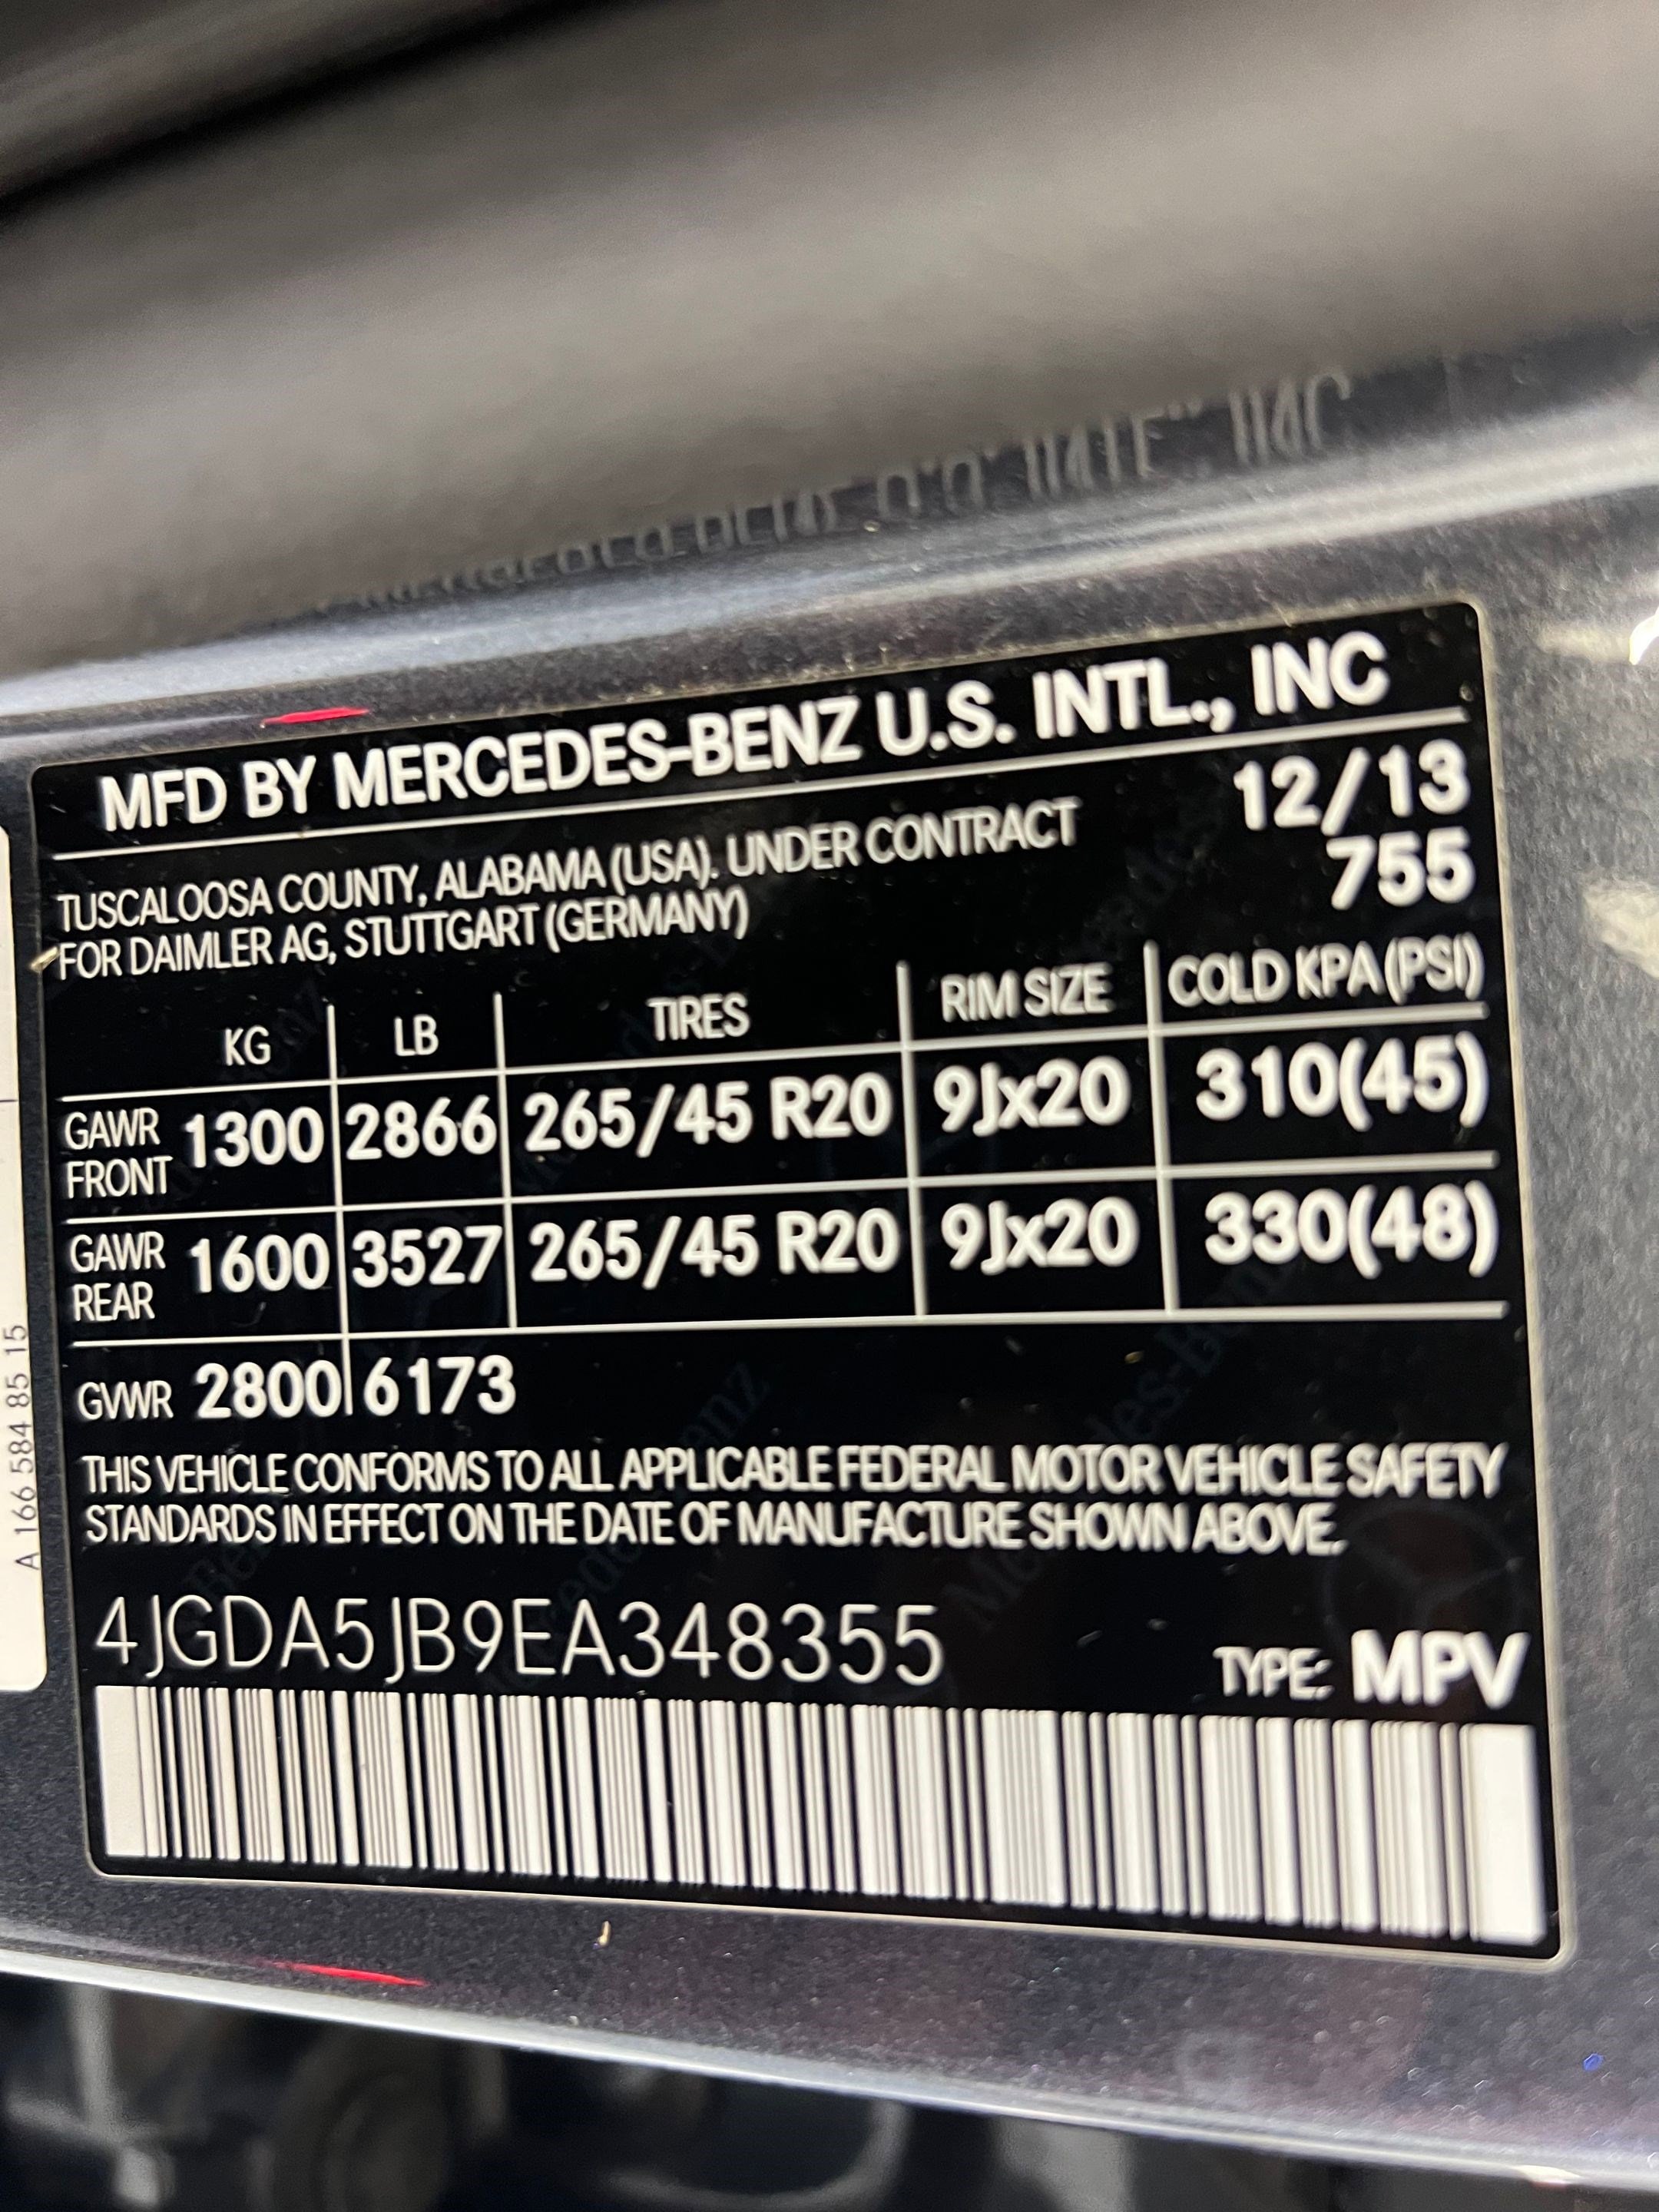 MFD BY MERCEDES-BENZ U.S. INTL., INC
12/13
TUSCALOOSA COUNTY, ALABAMA (USA). UNDER CONTRACT
755
FOR DAIMLER AG, STUTTGART (GERMANY)
KG LB TIRES RIM SIZE COLD KPA (PSI)
GAWR FRONT 1300 2866 265/45 R20 9Jx20 310(45)
GAWR REAR 1600 3527 265/45 R20 9Jx20 330(48)
GVWR 2800 6173
THIS VEHICLE CONFORMS TO ALL APPLICABLE FEDERAL MOTOR VEHICLE SAFETY
STANDARDS IN EFFECT ON THE DATE OF MANUFACTURE SHOWN ABOVE.
4JGDA5JB9EA348355
TYPE: MPV
A 166 584 85 15